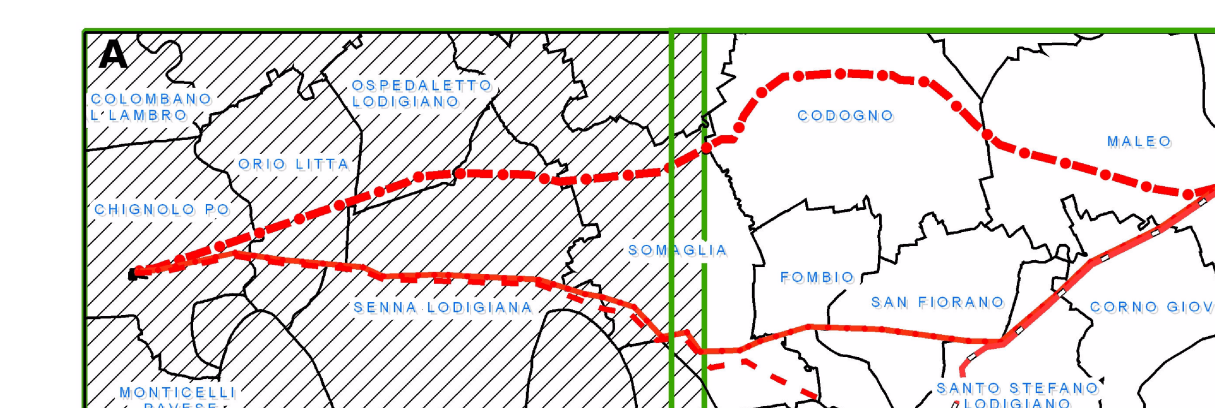 A
COLOMBANO
L'LAMBRO
OSPEDALETTO
LODIGIANO
CODOGNO
MALEO
ORIO LITTA
CHIGNOLO PO
SOMAGLIA
FOMBIO
SAN FIORANO
CORNO GIOV
SENNA LODIGIANA
MONTICELLI
PAVESE
SANTO STEFANO
LODIGIANO